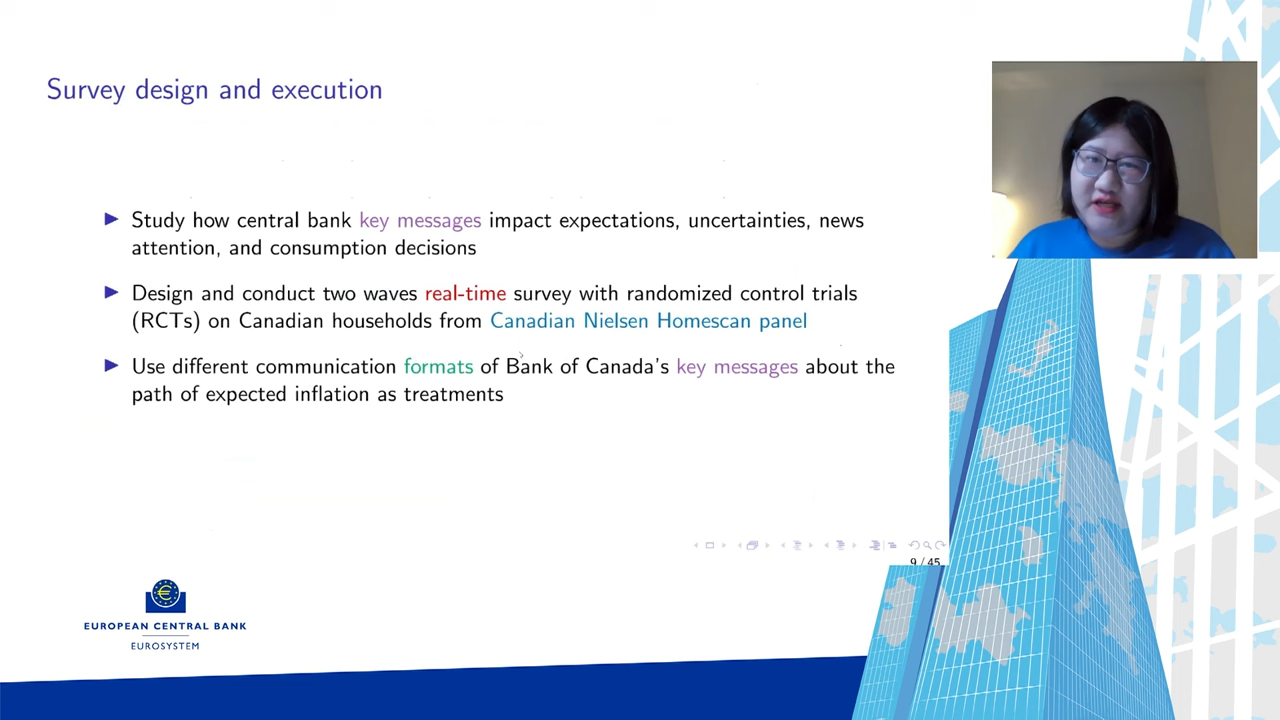 Survey design and execution
Study how central bank key messages impact expectations, uncertainties, news
attention, and consumption decisions
Design and conduct two waves real-time survey with randomized control trials
(RCTs) on Canadian households from Canadian Nielsen Homescan panel
Use different communication formats of Bank of Canada's key messages about the
path of expected inflation as treatments
9 / 45
EUROPEAN CENTRAL BANK
EUROSYSTEM